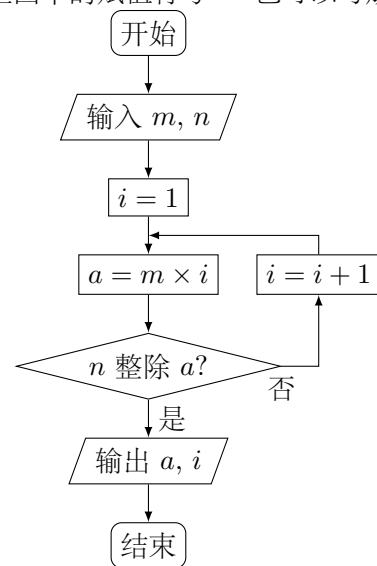 开始
输入 m, n
i = 1
a = m × i
i = i + 1
n 整除 a?
否
是
输出 a, i
结束